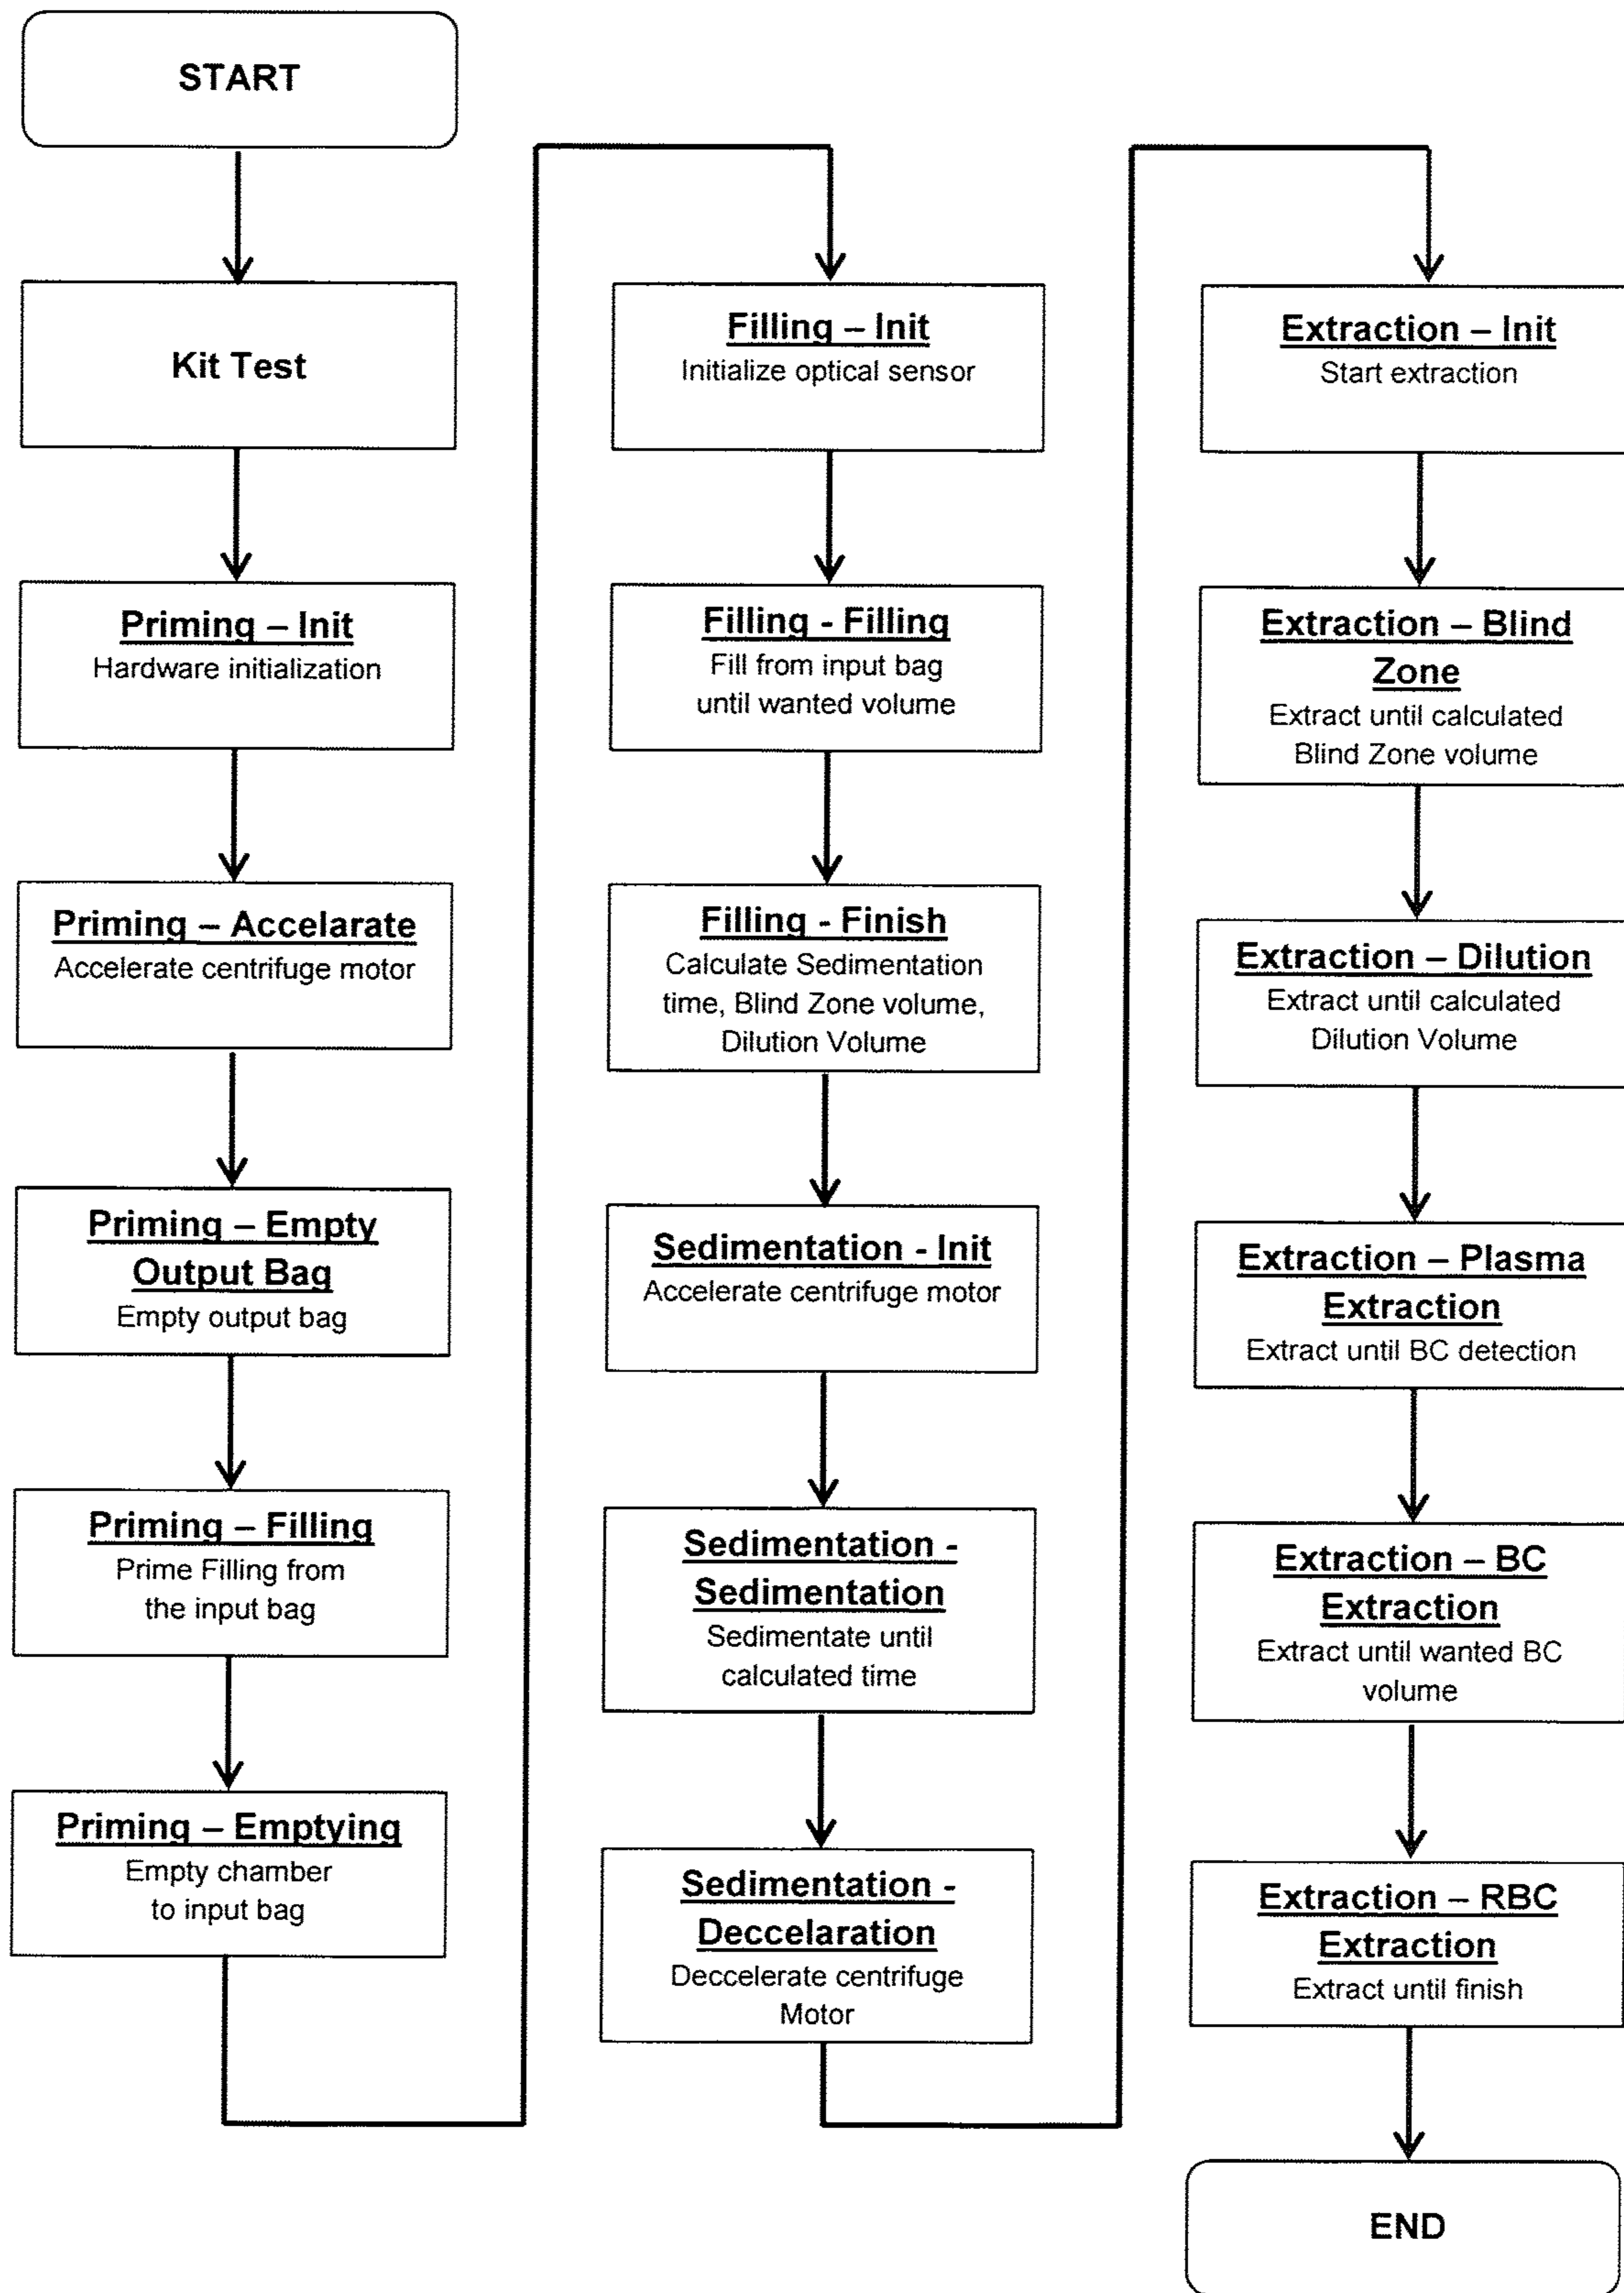 START
Kit Test
Priming – Init
Hardware initialization
Priming – Accelarate
Accelerate centrifuge motor
Priming – Empty
Output Bag
Empty output bag
Priming – Filling
Prime Filling from
the input bag
Priming – Emptying
Empty chamber
to input bag
Filling – Init
Initialize optical sensor
Filling - Filling
Fill from input bag
until wanted volume
Filling - Finish
Calculate Sedimentation
time, Blind Zone volume,
Dilution Volume
Sedimentation - Init
Accelerate centrifuge motor
Sedimentation -
Sedimentation
Sedimentate until
calculated time
Sedimentation -
Deccelaration
Deccelerate centrifuge
Motor
Extraction – Init
Start extraction
Extraction – Blind
Zone
Extract until calculated
Blind Zone volume
Extraction – Dilution
Extract until calculated
Dilution Volume
Extraction – Plasma
Extraction
Extract until BC detection
Extraction – BC
Extraction
Extract until wanted BC
volume
Extraction – RBC
Extraction
Extract until finish
END